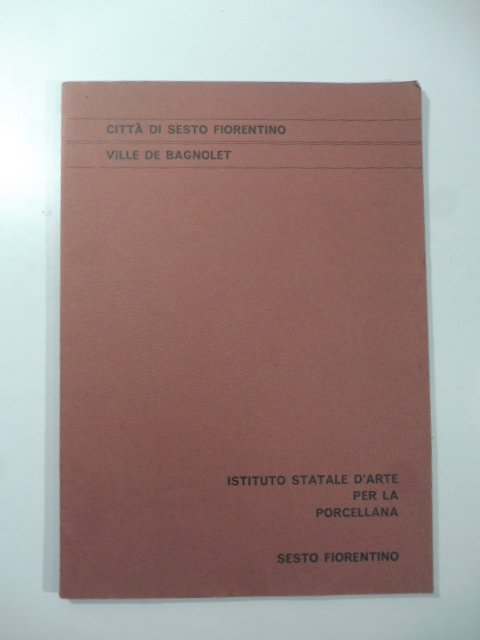 CITTÀ DI SESTO FIORENTINO
VILLE DE BAGNOLET
ISTITUTO STATALE D'ARTE
PER LA
PORCELLANA
SESTO FIORENTINO